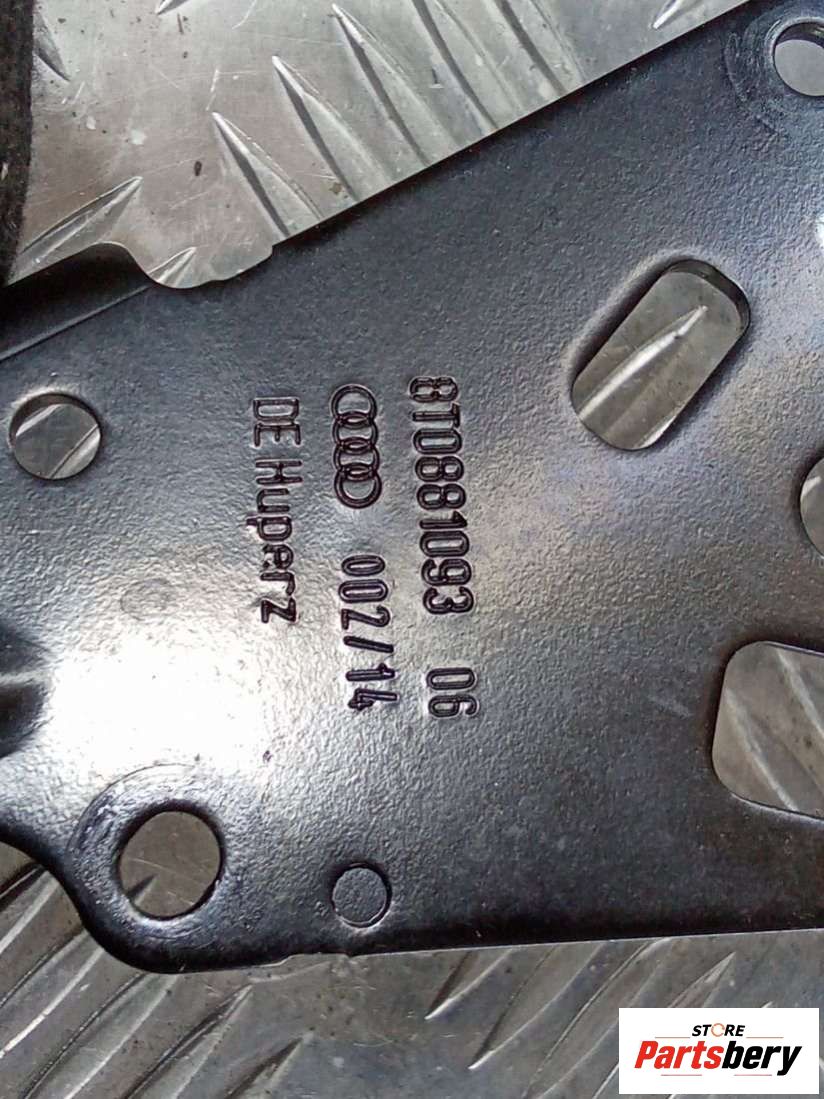 8T0881093 06
002/14
DE Huperz
STORE
Partsbery